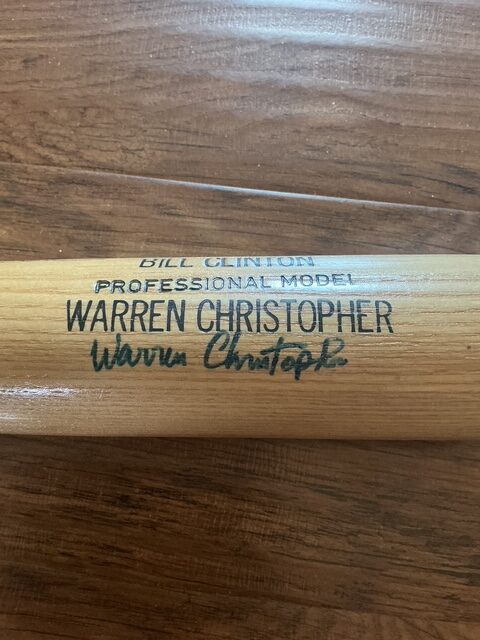 BILL CLINTON
PROFESSIONAL MODEL
WARREN CHRISTOPHER
Warren Christopher